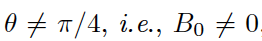 θ ≠ π/4, i.e., B₀ ≠ 0.